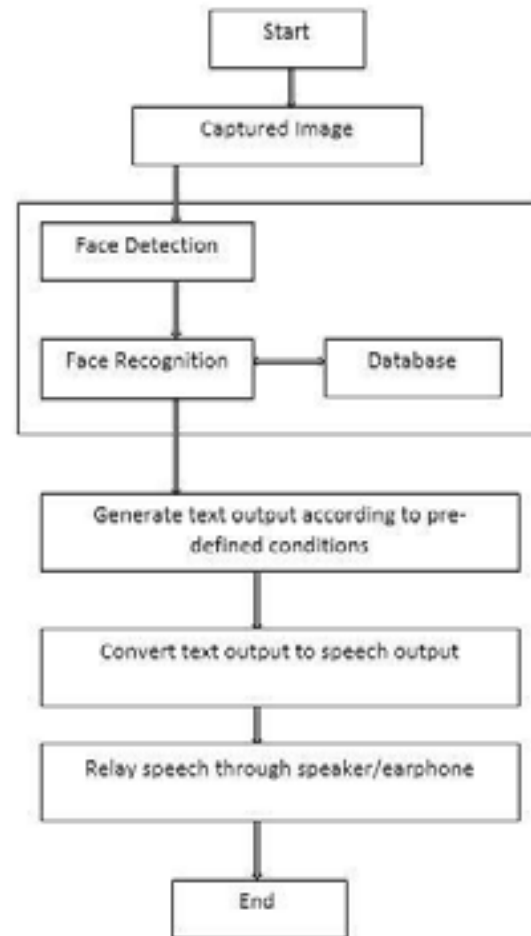 Start
Captured Image
Face Detection
Face Recognition
Database
Generate text output according to pre-
defined conditions
Convert text output to speech output
Relay speech through speaker/earphone
End